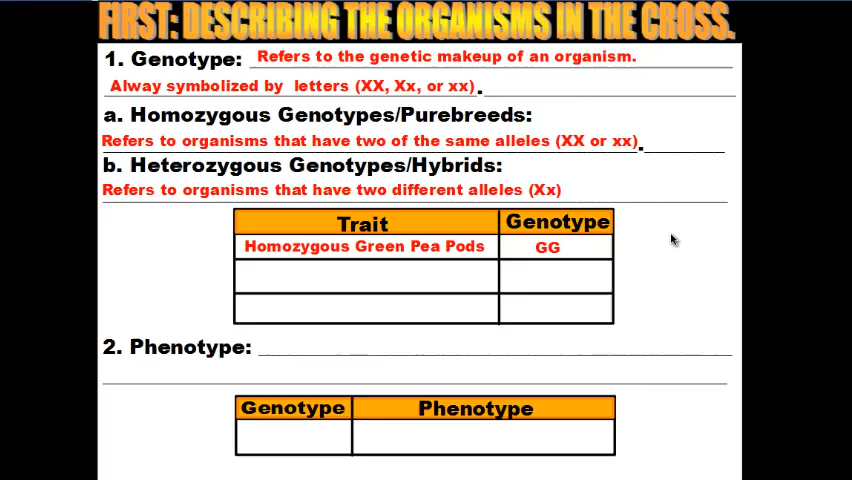 FIRST: DESCRIBING THE ORGANISMS IN THE CROSS.
1. Genotype: Refers to the genetic makeup of an organism.
Alway symbolized by letters (XX, Xx, or xx).
a. Homozygous Genotypes/Purebreeds:
Refers to organisms that have two of the same alleles (XX or xx).
b. Heterozygous Genotypes/Hybrids:
Refers to organisms that have two different alleles (Xx)
Trait Genotype
Homozygous Green Pea Pods GG
2. Phenotype:
Genotype Phenotype